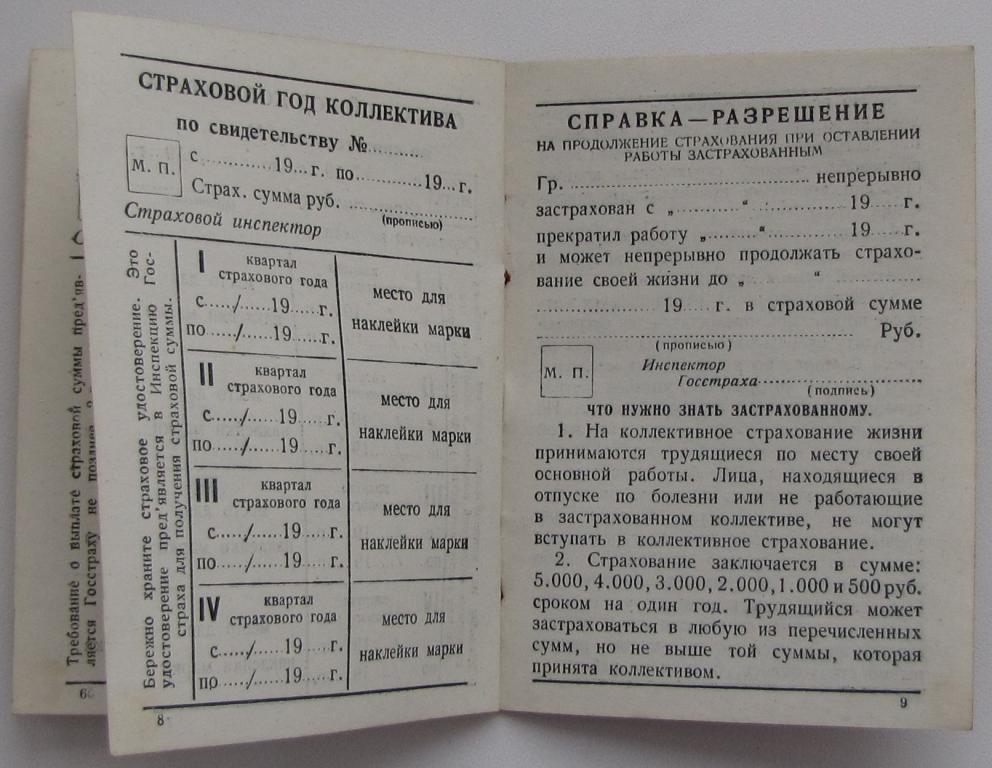 Требование о выплате страховой суммы пред'яв-
ляется Госстраху не позднее
68
СТРАХОВОЙ ГОД КОЛЛЕКТИВА
по свидетельству №..........
М. П.
с ............19...г. по............19...г.
Страх. сумма руб. ....................
(прописью)
Страховой инспектор
Бережно храните страховое удостоверение. Это
удостоверение пред'является в Инспекцию Гос-
страха для получения страховой суммы.
I квартал
страхового года
с...../......19.....г.
по...../......19.....г.
место для
наклейки марки
II квартал
страхового года
с...../......19.....г.
по...../......19.....г.
место для
наклейки марки
III квартал
страхового года
с...../......19.....г.
по...../......19.....г.
место для
наклейки марки
IV квартал
страхового года
с...../......19.....г.
по...../......19.....г.
место для
наклейки марки
8
СПРАВКА—РАЗРЕШЕНИЕ
НА ПРОДОЛЖЕНИЕ СТРАХОВАНИЯ ПРИ ОСТАВЛЕНИИ
РАБОТЫ ЗАСТРАХОВАННЫМ
Гр. ........................................ непрерывно
застрахован с „..........“ ............ 19.....г.
прекратил работу „........“ ............ 19.....г.
и может непрерывно продолжать страхо-
вание своей жизни до „..........“ ............
.................... 19.....г. в страховой сумме
........................................ Руб.
(прописью)
М. П.
Инспектор
Госстраха..............................
(подпись)
ЧТО НУЖНО ЗНАТЬ ЗАСТРАХОВАННОМУ.
1. На коллективное страхование жизни
принимаются трудящиеся по месту своей
основной работы. Лица, находящиеся в
отпуске по болезни или не работающие
в застрахованном коллективе, не могут
вступать в коллективное страхование.
2. Страхование заключается в сумме:
5.000, 4.000, 3.000, 2.000, 1.000 и 500 руб.
сроком на один год. Трудящийся может
застраховаться в любую из перечисленных
сумм, но не выше той суммы, которая
принята коллективом.
9